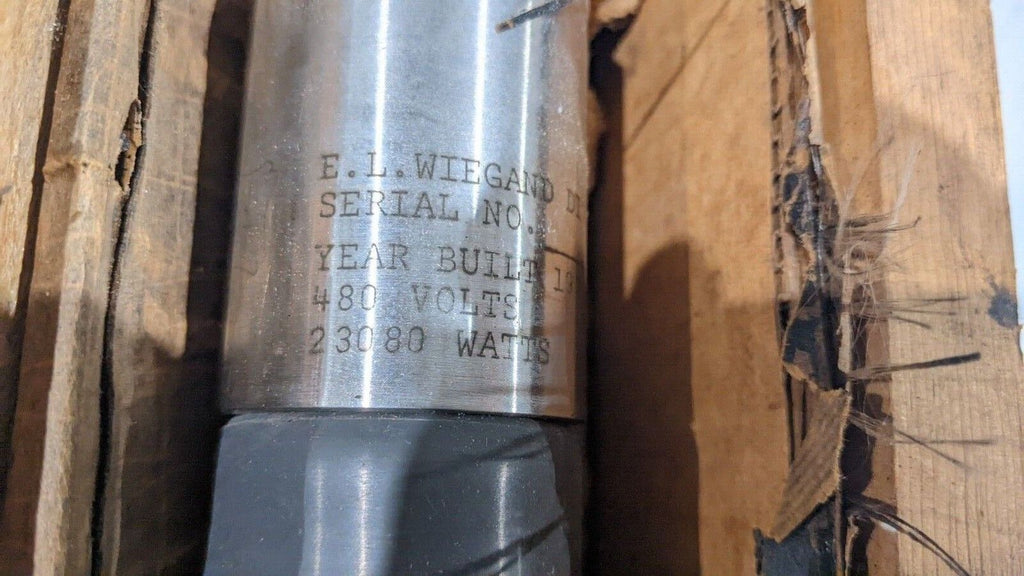 E.L.WIEGAND
SERIAL NO.
YEAR BUILT
480 VOLTS
23080 WATTS